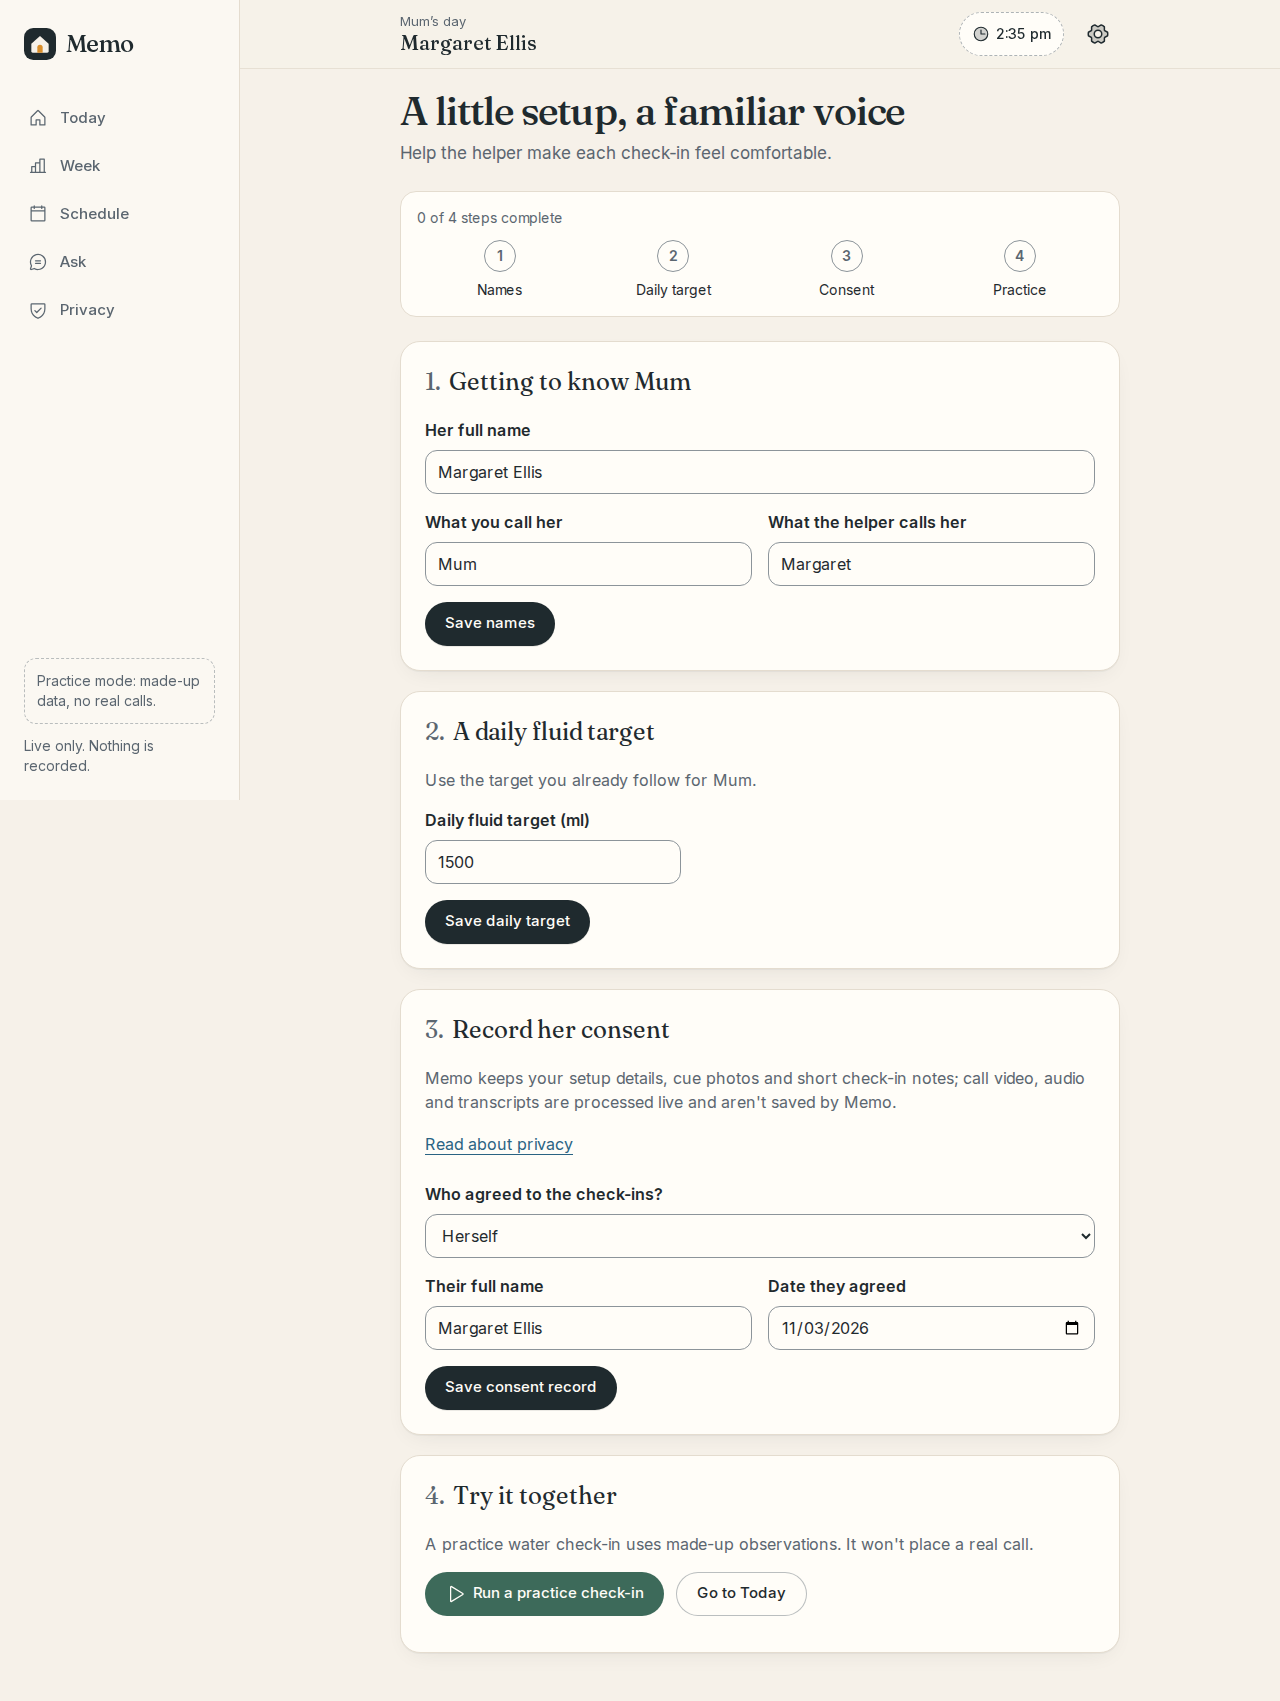 Memo
Today
Week
Schedule
Ask
Privacy
Practice mode: made-up
data, no real calls.
Live only. Nothing is
recorded.
Mum's day
Margaret Ellis
2:35 pm
A little setup, a familiar voice
Help the helper make each check-in feel comfortable.
0 of 4 steps complete
1 2 3 4
Names Daily target Consent Practice
1. Getting to know Mum
Her full name
Margaret Ellis
What you call her What the helper calls her
Mum Margaret
Save names
2. A daily fluid target
Use the target you already follow for Mum.
Daily fluid target (ml)
1500
Save daily target
3. Record her consent
Memo keeps your setup details, cue photos and short check-in notes; call video, audio
and transcripts are processed live and aren't saved by Memo.
Read about privacy
Who agreed to the check-ins?
Herself
Their full name Date they agreed
Margaret Ellis 11/03/2026
Save consent record
4. Try it together
A practice water check-in uses made-up observations. It won't place a real call.
Run a practice check-in Go to Today